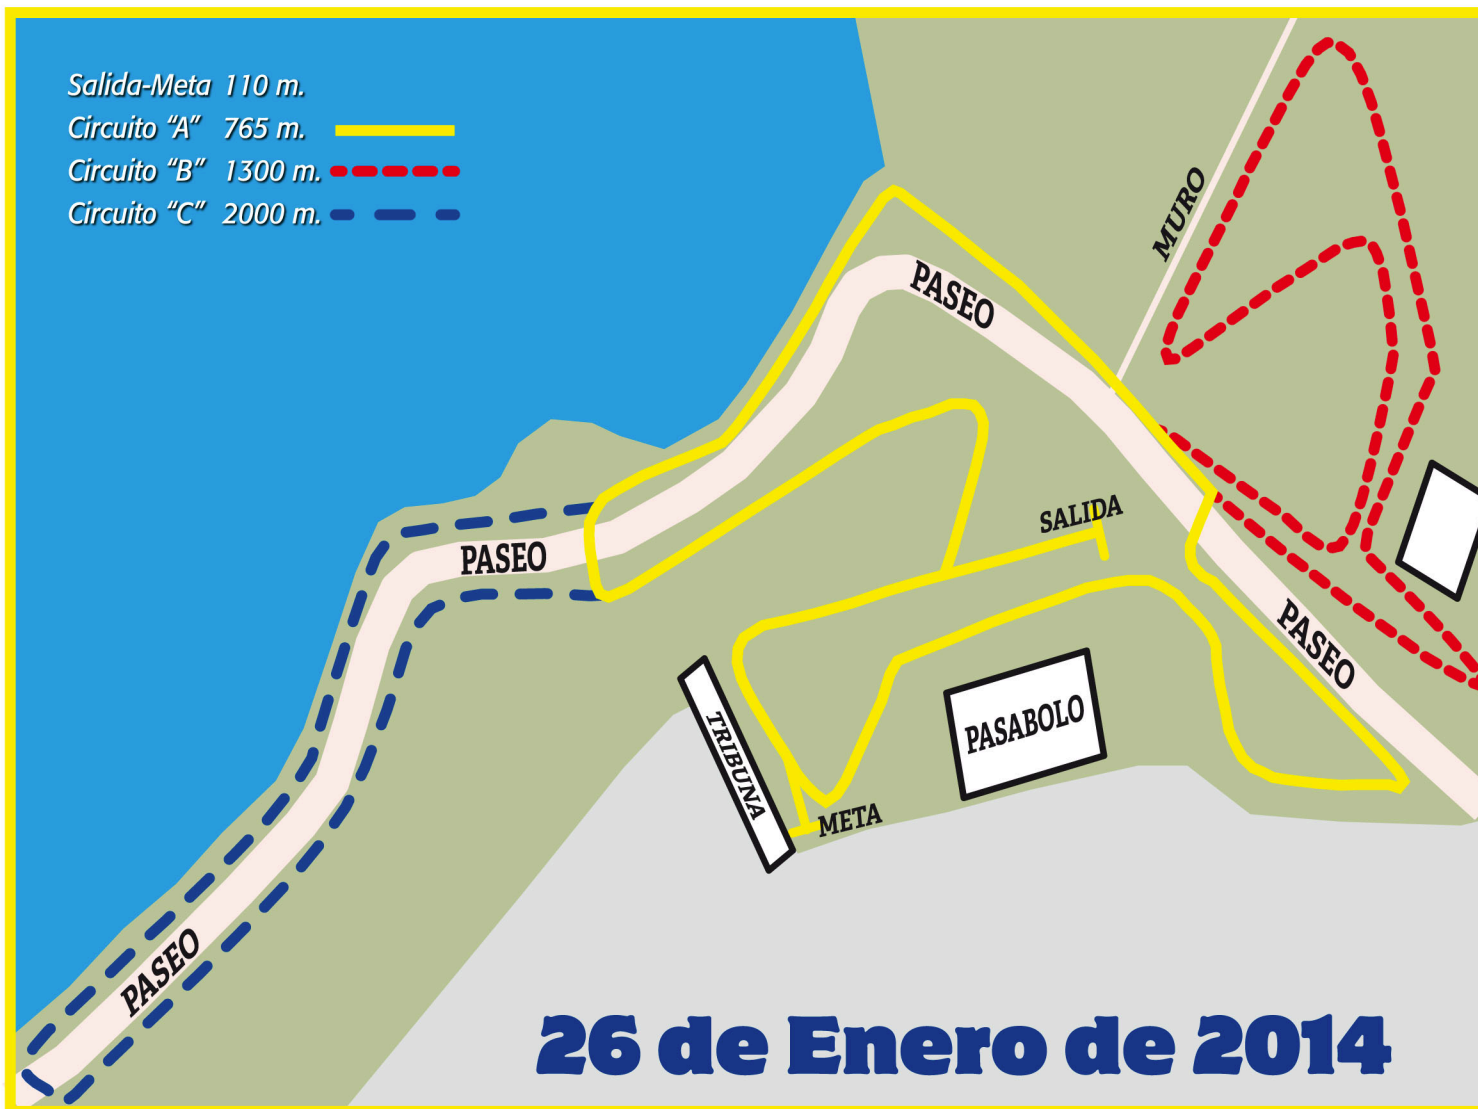 Salida-Meta 110 m.
Circuito "A" 765 m.
Circuito "B" 1300 m.
Circuito "C" 2000 m.
MURO
PASEO
SALIDA
PASEO
PASEO
TRIBUNA
PASABOLO
META
PASEO
26 de Enero de 2014